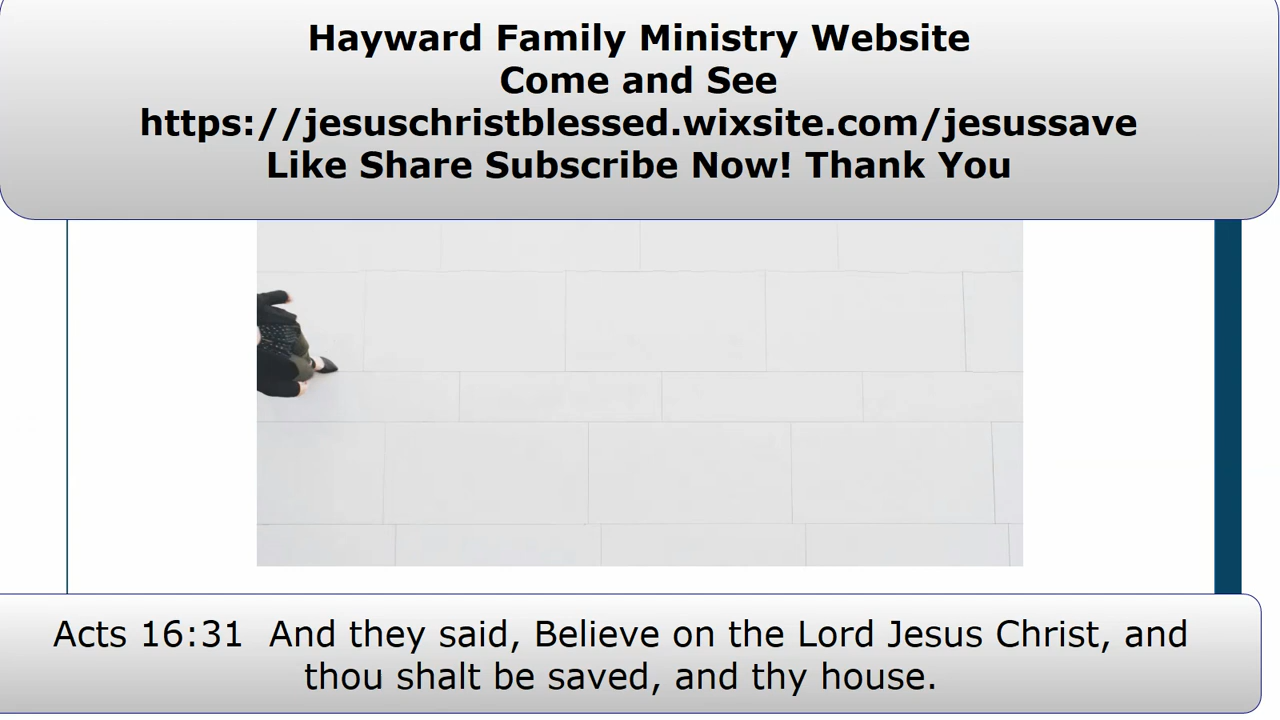 Hayward Family Ministry Website
Come and See
https://jesuschristblessed.wixsite.com/jesussave
Like Share Subscribe Now! Thank You
Acts 16:31  And they said, Believe on the Lord Jesus Christ, and
thou shalt be saved, and thy house.